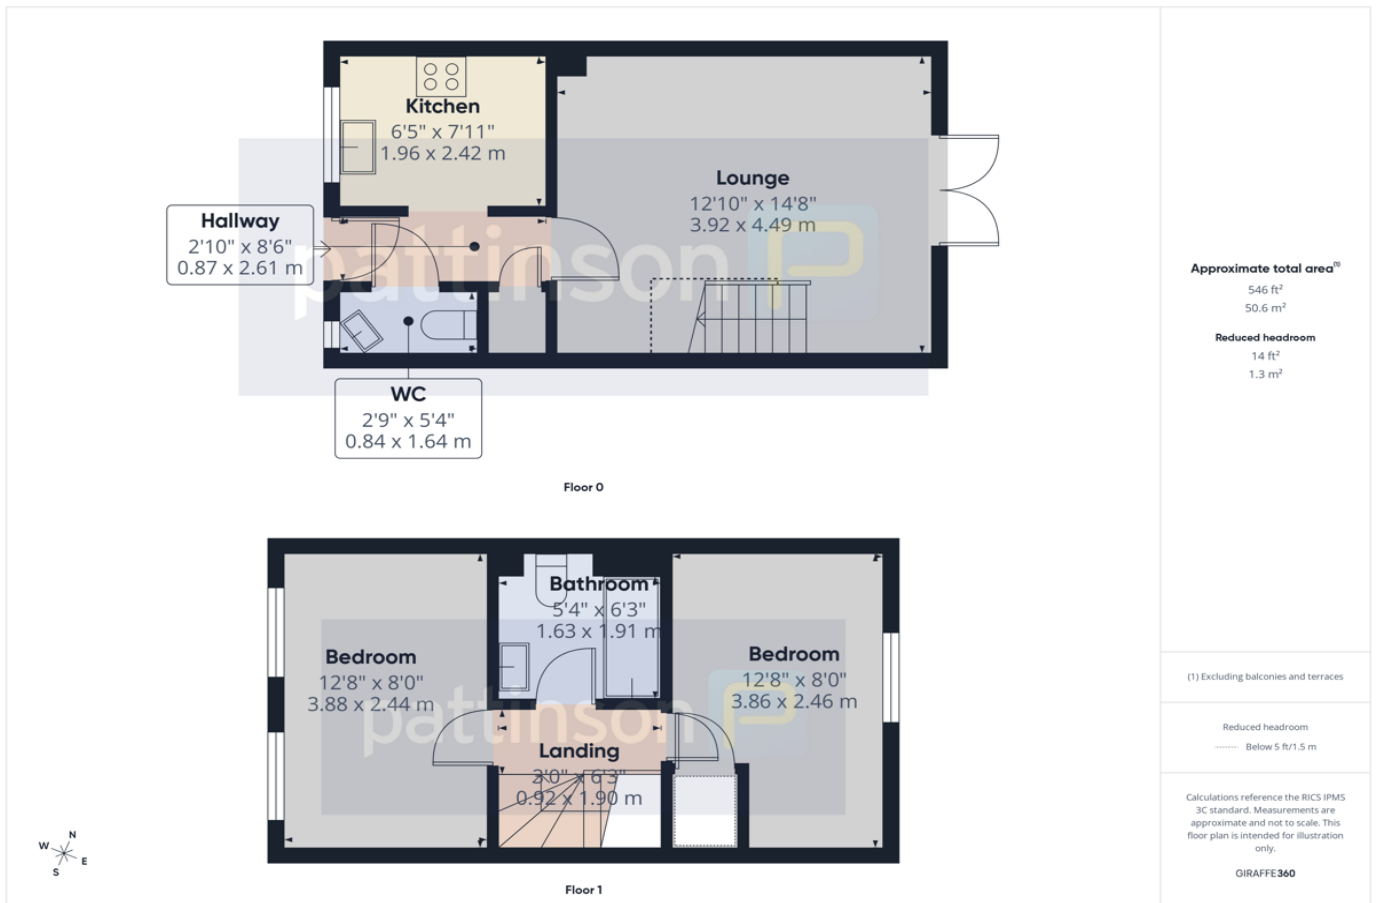 Kitchen
6'5" x 7'11"
1.96 x 2.42 m
Lounge
12'10" x 14'8"
3.92 x 4.49 m
Hallway
2'10" x 8'6"
0.87 x 2.61 m
pattinson
WC
2'9" x 5'4"
0.84 x 1.64 m
Floor 0
Bathroom
5'4" x 6'3"
1.63 x 1.91 m
Bedroom
12'8" x 8'0"
3.88 x 2.44 m
Bedroom
12'8" x 8'0"
3.86 x 2.46 m
pattinson
Landing
3'0" x 6'3"
0.92 x 1.90 m
Floor 1
N
W
E
S
Approximate total area(1)
546 ft²
50.6 m²
Reduced headroom
14 ft²
1.3 m²
(1) Excluding balconies and terraces
Reduced headroom
Below 5 ft/1.5 m
Calculations reference the RICS IPMS
3C standard. Measurements are
approximate and not to scale. This
floor plan is intended for illustration
only.
GIRAFFE360